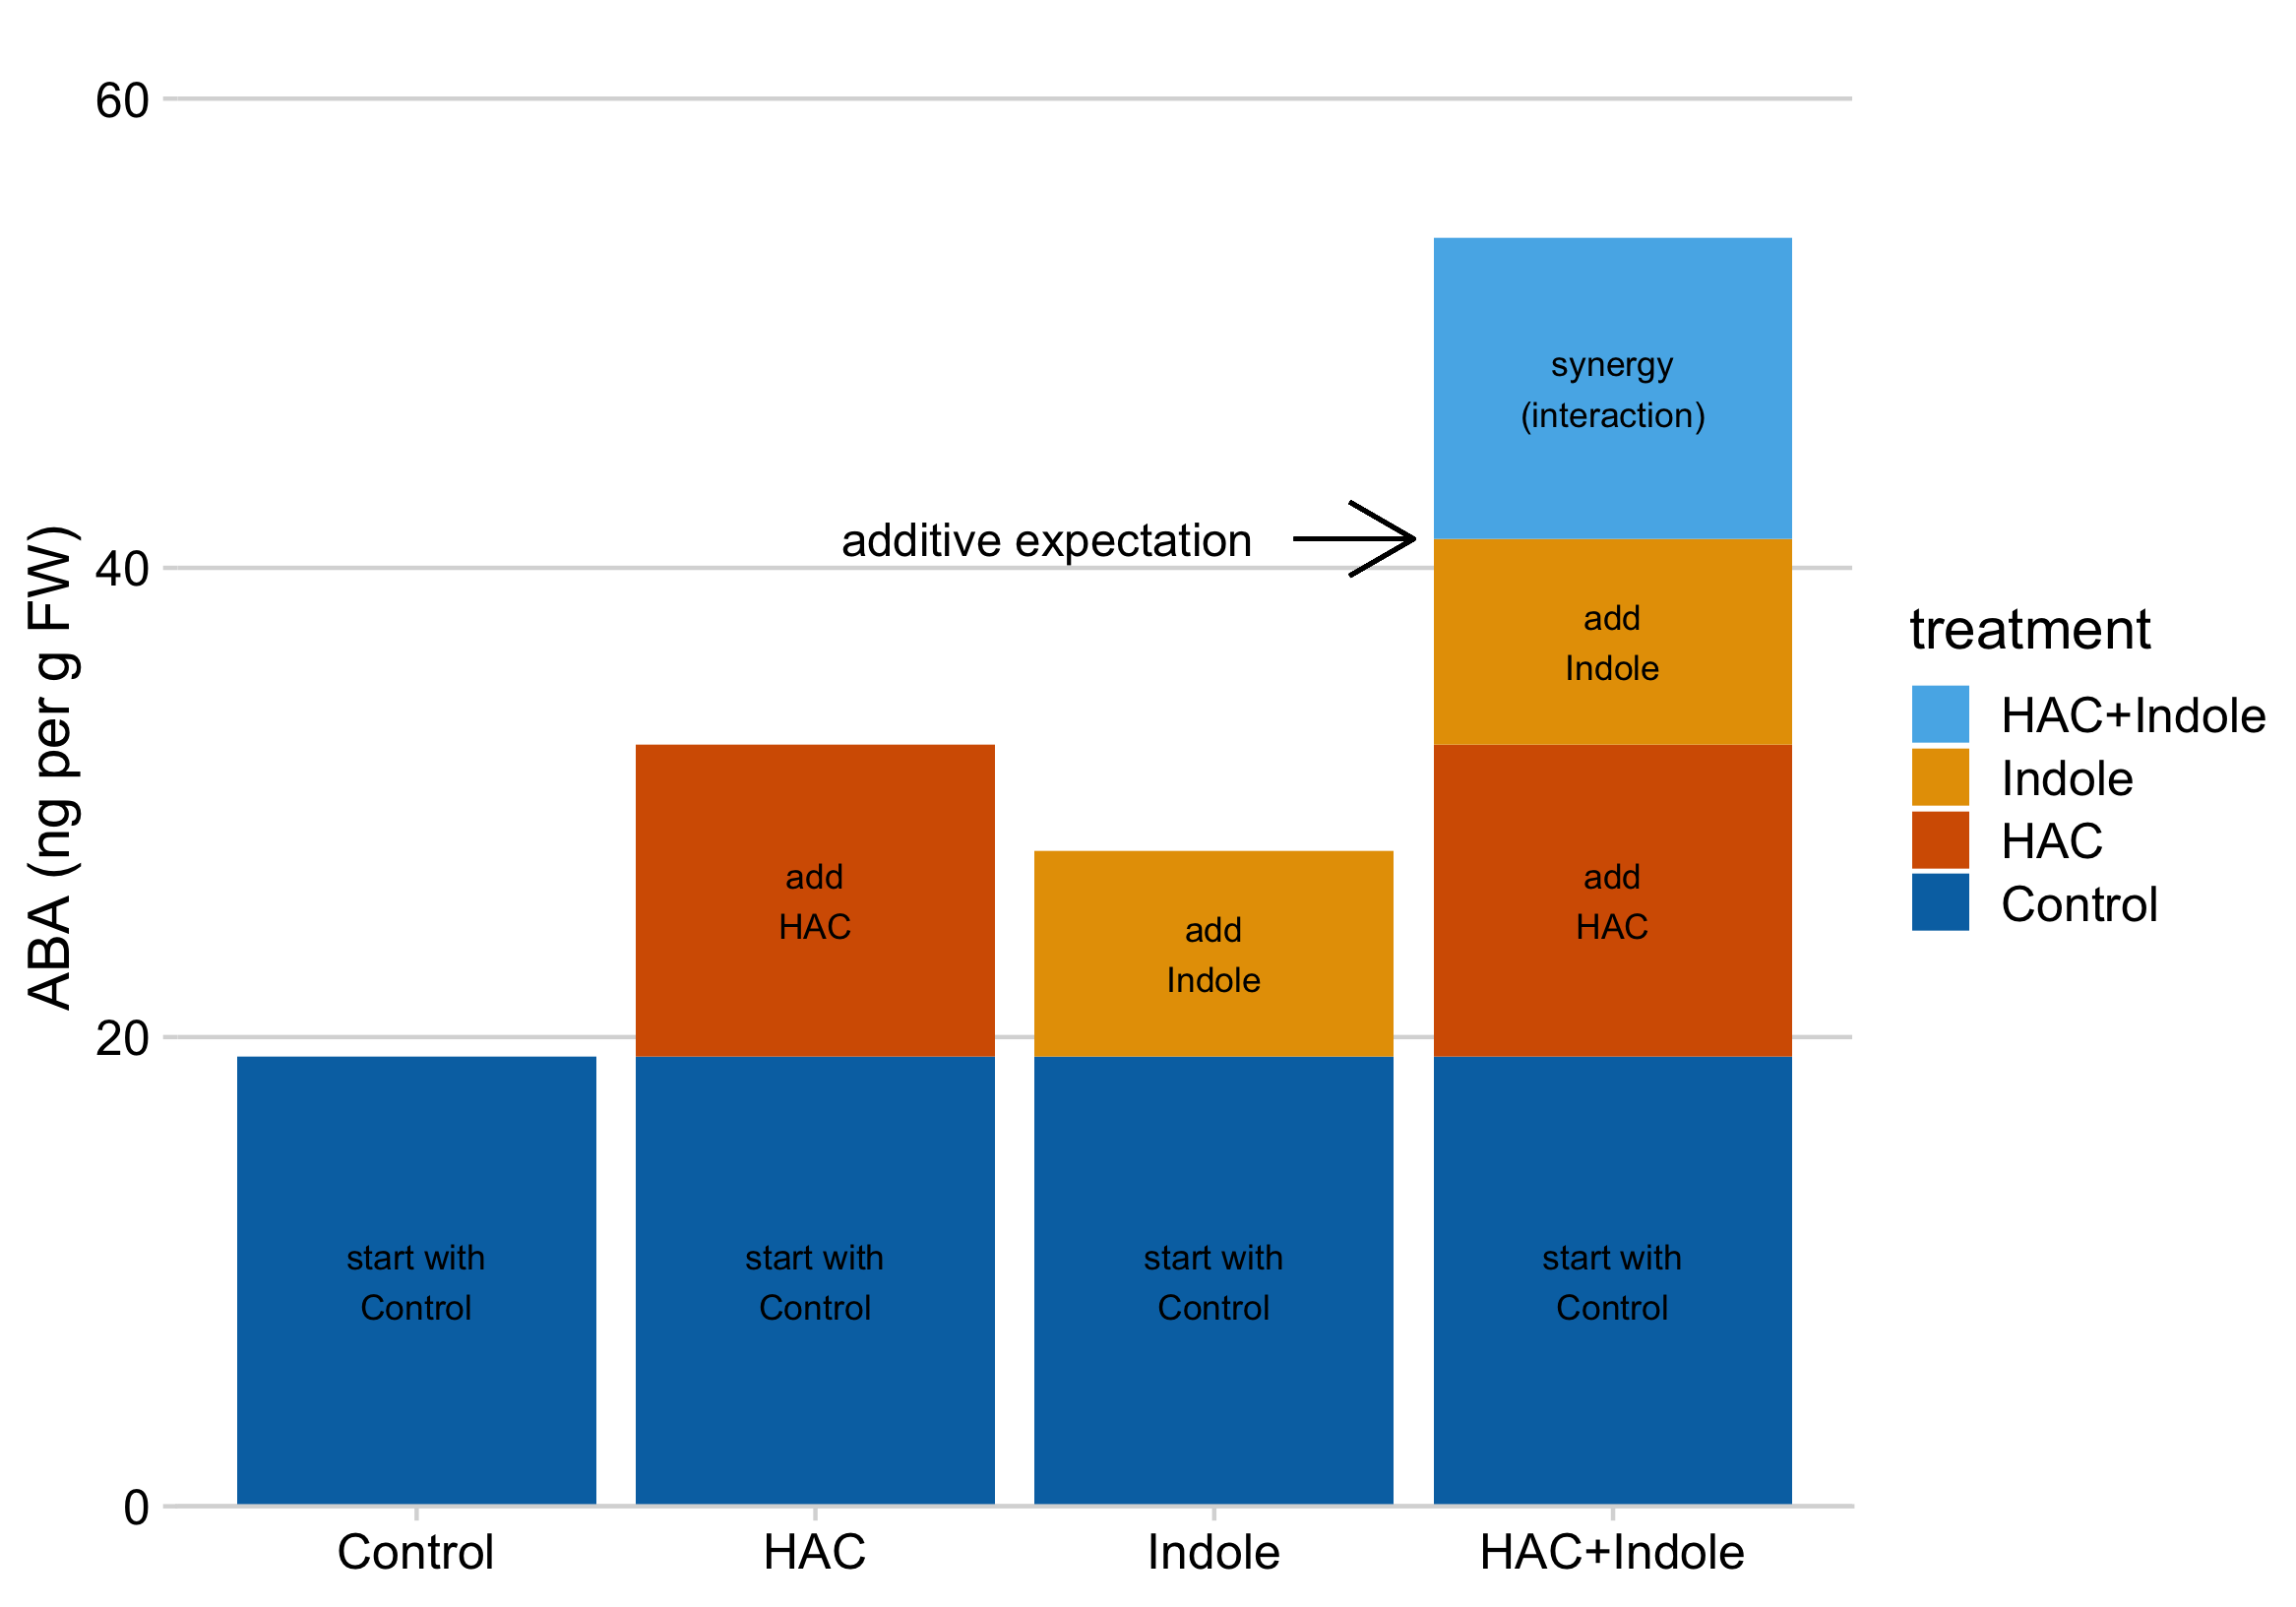 60
40
20
0
ABA (ng per g FW)
synergy
(interaction)
additive expectation
add
Indole
add
HAC
add
Indole
add
HAC
start with
Control
start with
Control
start with
Control
start with
Control
Control
HAC
Indole
HAC+Indole
treatment
HAC+Indole
Indole
HAC
Control